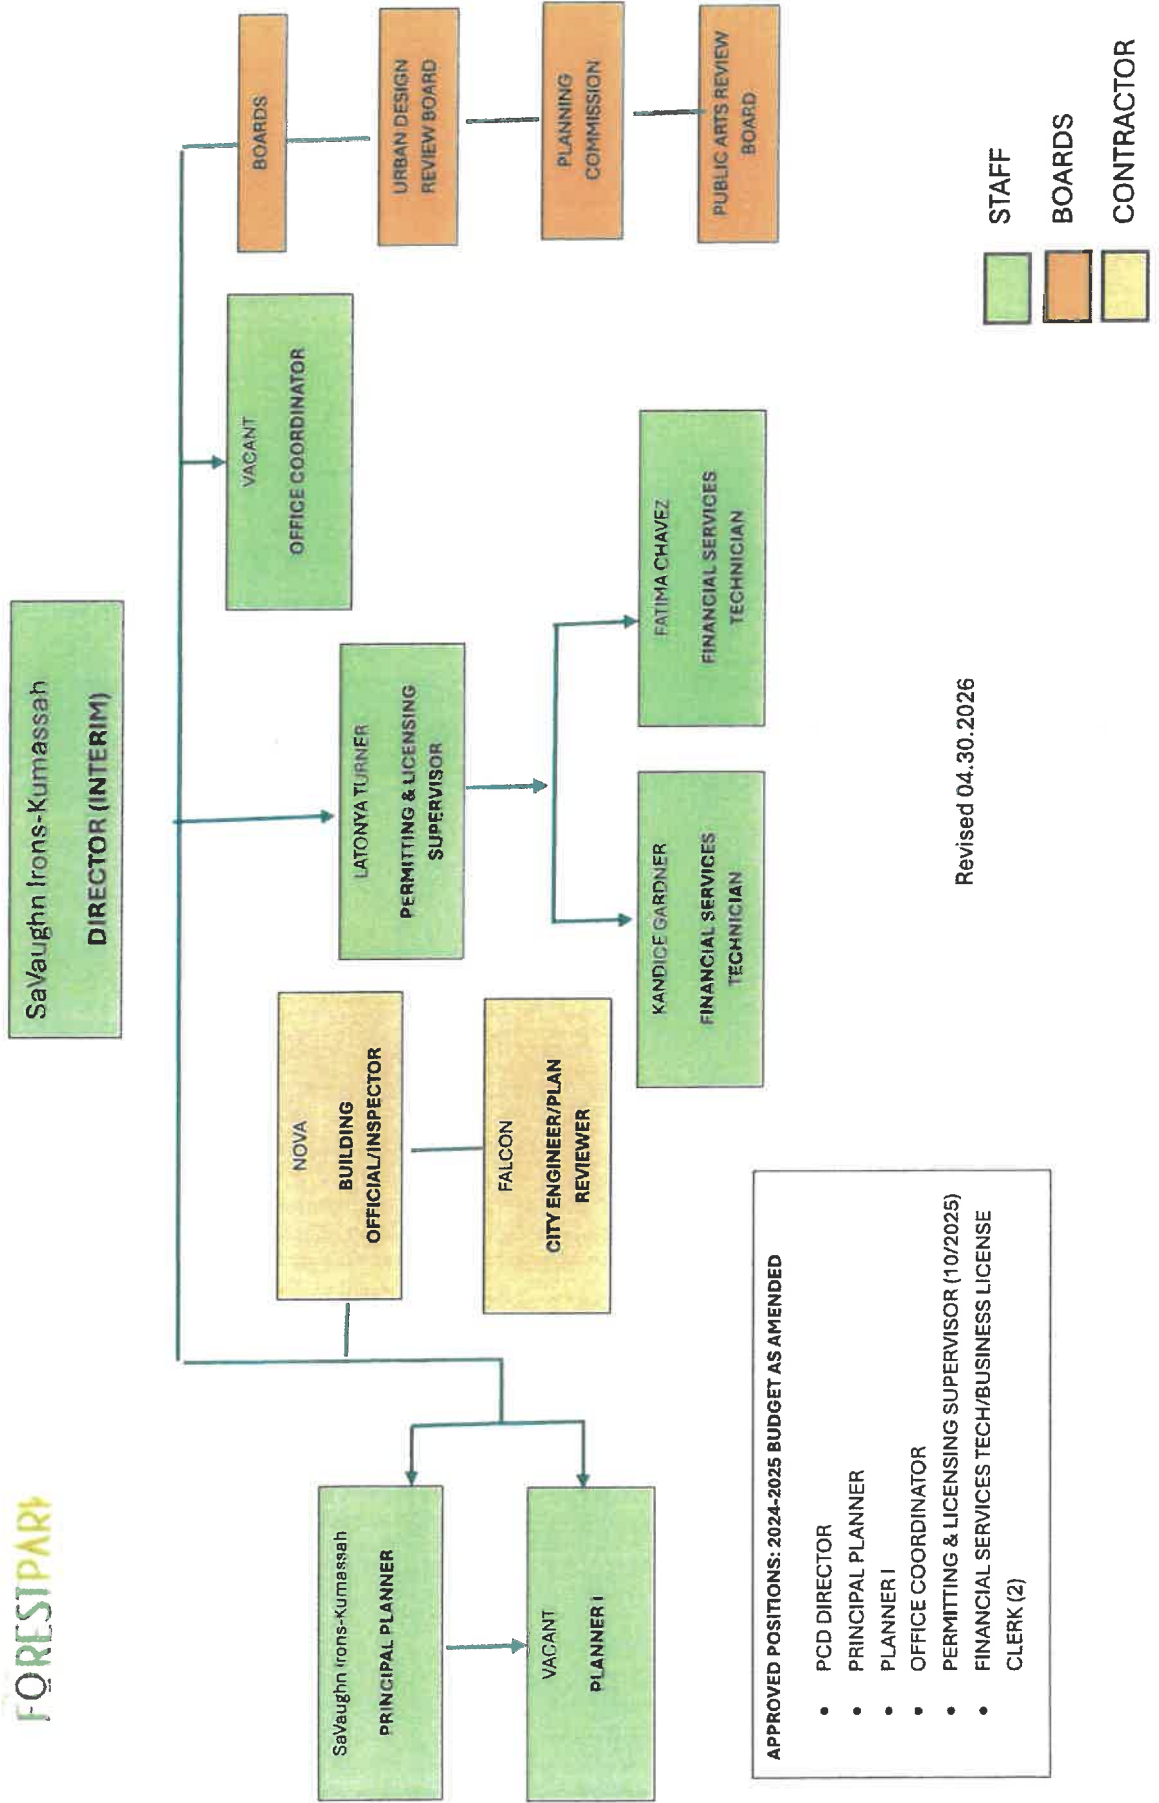 FORESTPARK
SaVaughn Irons-Kumassah
DIRECTOR (INTERIM)
SaVaughn Irons-Kumassah
PRINCIPAL PLANNER
VACANT
PLANNER I
NOVA
BUILDING
OFFICIAL/INSPECTOR
FALCON
CITY ENGINEER/PLAN
REVIEWER
LATONYA TURNER
PERMITTING & LICENSING
SUPERVISOR
KANDICE GARDNER
FINANCIAL SERVICES
TECHNICIAN
FATIMA CHAVEZ
FINANCIAL SERVICES
TECHNICIAN
VACANT
OFFICE COORDINATOR
BOARDS
URBAN DESIGN
REVIEW BOARD
PLANNING
COMMISSION
PUBLIC ARTS REVIEW
BOARD
APPROVED POSITIONS: 2024-2025 BUDGET AS AMENDED
• PCD DIRECTOR
• PRINCIPAL PLANNER
• PLANNER I
• OFFICE COORDINATOR
• PERMITTING & LICENSING SUPERVISOR (10/2025)
• FINANCIAL SERVICES TECH/BUSINESS LICENSE
CLERK (2)
Revised 04.30.2026
STAFF
BOARDS
CONTRACTOR